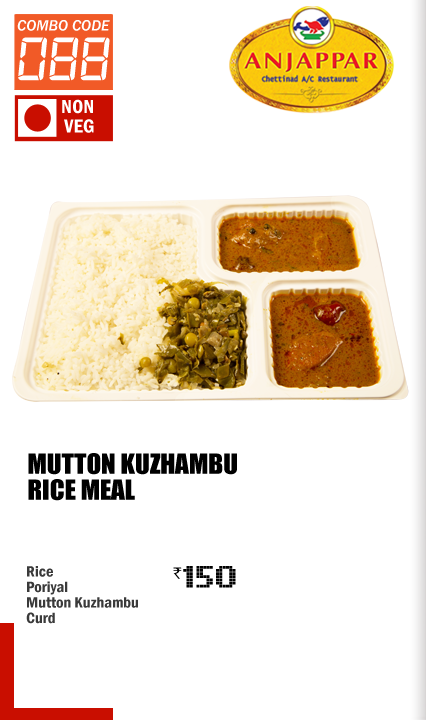 COMBO CODE
088
NON
VEG
ANJAPPAR
Chettinad A/C Restaurant
MUTTON KUZHAMBU
RICE MEAL
Rice
Poriyal
Mutton Kuzhambu
Curd
₹150